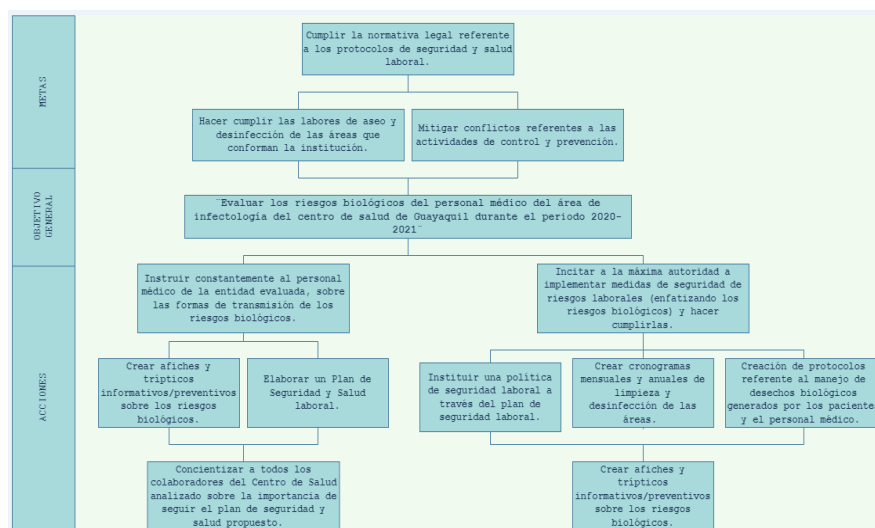 METAS
Cumplir la normativa legal referente
a los protocolos de seguridad y salud
laboral.
Hacer cumplir las labores de aseo y
desinfección de las áreas que
conforman la institución.
Mitigar conflictos referentes a las
actividades de control y prevención.
OBJETIVO
GENERAL
¨Evaluar los riesgos biológicos del personal médico del área de
infectología del centro de salud de Guayaquil durante el periodo 2020-
2021¨
ACCIONES
Instruir constantemente al personal
médico de la entidad evaluada, sobre
las formas de transmisión de los
riesgos biológicos.
Incitar a la máxima autoridad a
implementar medidas de seguridad de
riesgos laborales (enfatizando los
riesgos biológicos) y hacer
cumplirlas.
Crear afiches y
trípticos
informativos/preventivos
sobre los riesgos
biológicos.
Elaborar un Plan de
Seguridad y Salud
laboral.
Instituir una política
de seguridad laboral a
través del plan de
seguridad laboral.
Crear cronogramas
mensuales y anuales de
limpieza y
desinfección de las
áreas.
Creación de protocolos
referente al manejo de
desechos biológicos
generados por los pacientes
y el personal médico.
Concientizar a todos los
colaboradores del Centro de Salud
analizado sobre la importancia de
seguir el plan de seguridad y
salud propuesto.
Crear afiches y
trípticos
informativos/preventivos
sobre los riesgos
biológicos.